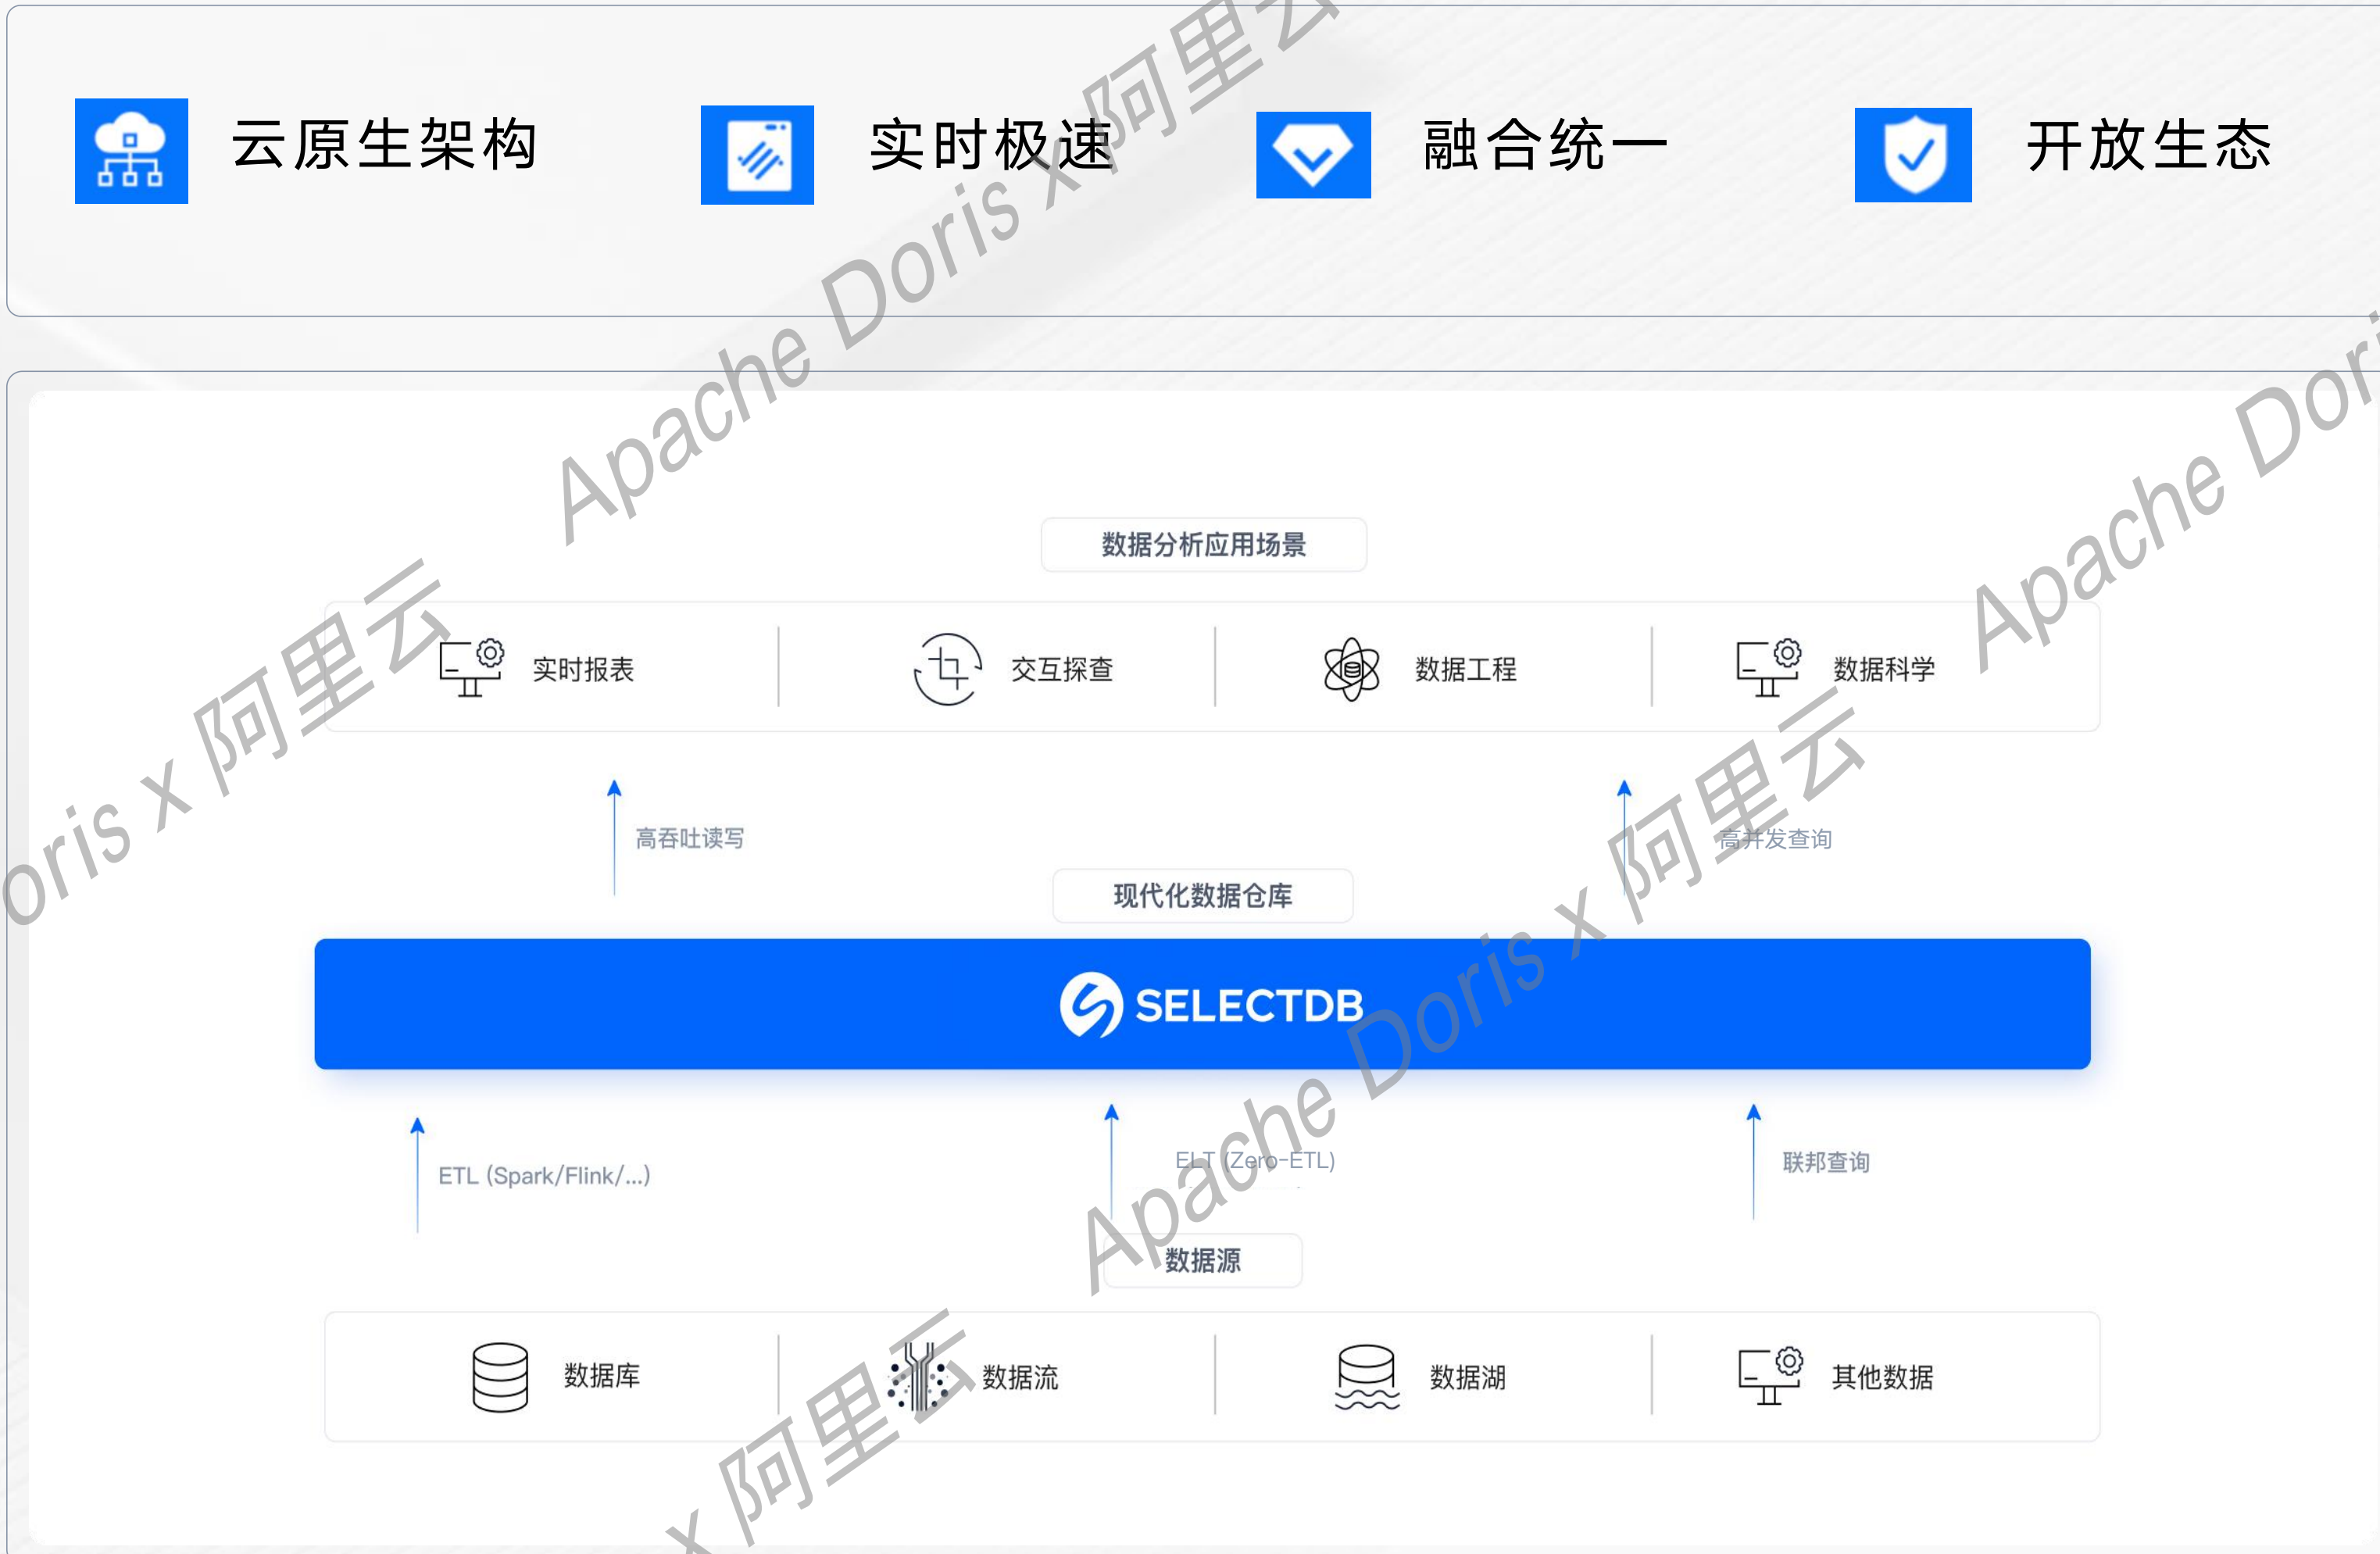 云原生架构
实时极速
融合统一
开放生态
数据分析应用场景
实时报表
交互探查
数据工程
数据科学
高吞吐读写
高并发查询
现代化数据仓库
SELECTDB
ETL (Spark/Flink/...)
ELT (Zero-ETL)
联邦查询
数据源
数据库
数据流
数据湖
其他数据
Apache Doris x 阿里云
Apache Dori
oris x 阿里云
Apache Doris x 阿里云
x 阿里云